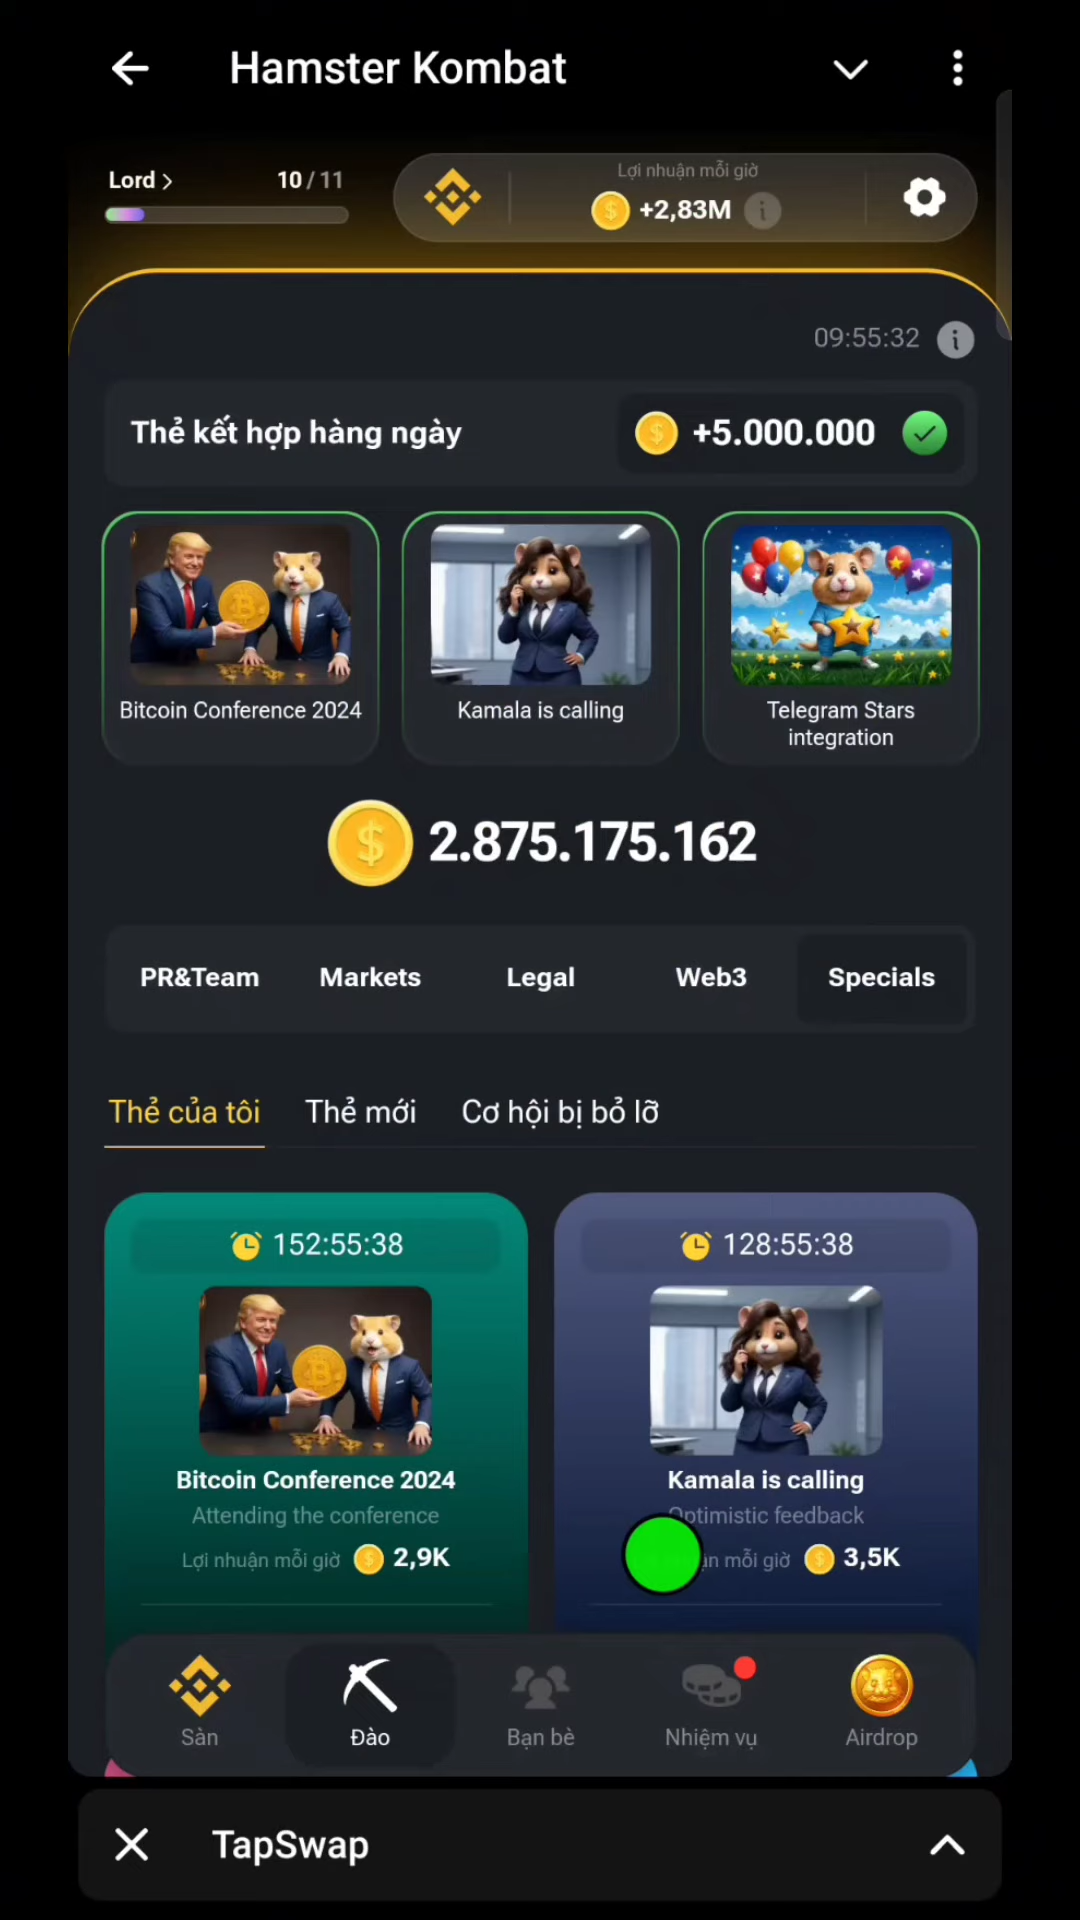 Hamster Kombat
Lord
10 / 11
Lợi nhuận mỗi giờ
+2,83M
09:55:32
Thẻ kết hợp hàng ngày
+5.000.000
Bitcoin Conference 2024
Kamala is calling
Telegram Stars
integration
2.875.175.162
PR&Team
Markets
Legal
Web3
Specials
Thẻ của tôi
Thẻ mới
Cơ hội bị bỏ lỡ
152:55:38
Bitcoin Conference 2024
Attending the conference
Lợi nhuận mỗi giờ
2,9K
128:55:38
Kamala is calling
Optimistic feedback
mỗi giờ
3,5K
Sàn
Đào
Bạn bè
Nhiệm vụ
Airdrop
TapSwap